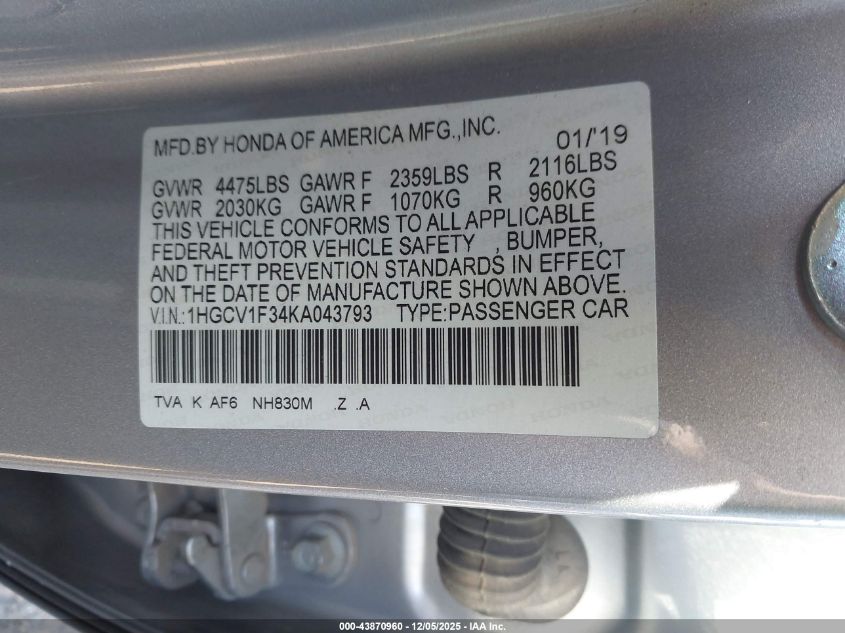 MFD.BY HONDA OF AMERICA MFG.,INC. 01/'19
GVWR 4475LBS GAWR F 2359LBS R 2116LBS
GVWR 2030KG GAWR F 1070KG R 960KG
THIS VEHICLE CONFORMS TO ALL APPLICABLE
FEDERAL MOTOR VEHICLE SAFETY , BUMPER,
AND THEFT PREVENTION STANDARDS IN EFFECT
ON THE DATE OF MANUFACTURE SHOWN ABOVE.
V.I.N.:1HGCV1F34KA043793 TYPE:PASSENGER CAR
TVA K AF6 NH830M .Z .A
000-43870960 - 12/05/2025 - IAA Inc.